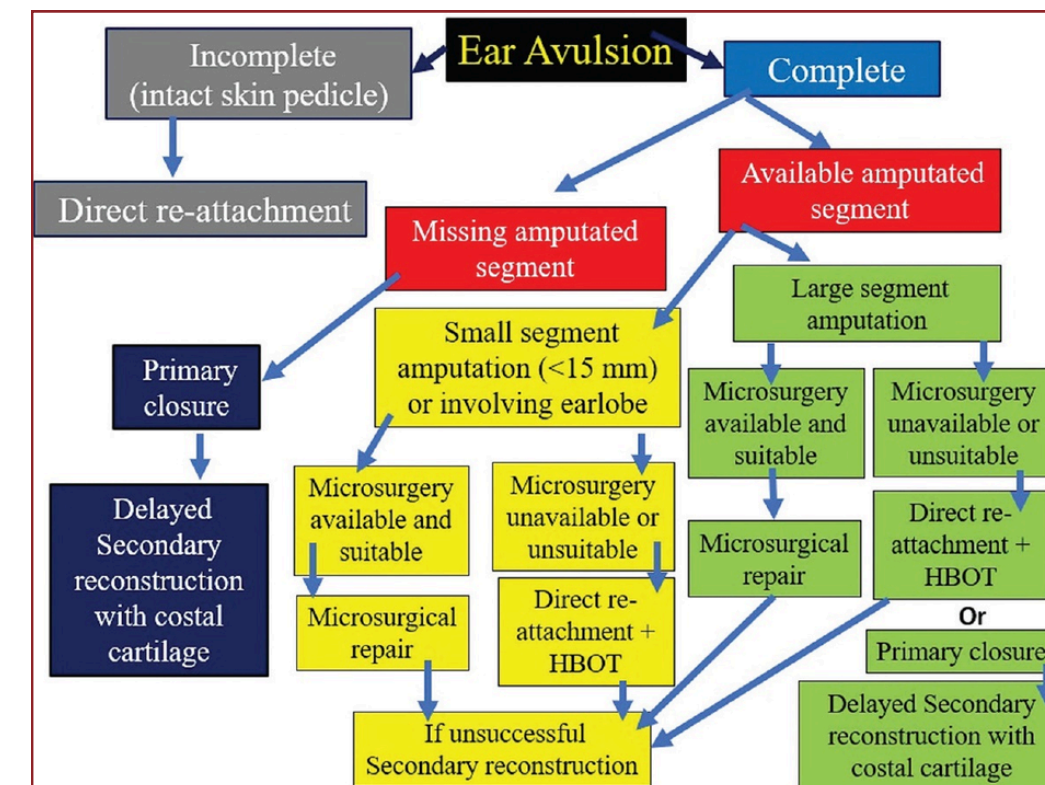 Ear Avulsion
Incomplete
(intact skin pedicle)
Complete
Direct re-attachment
Available amputated
segment
Missing amputated
segment
Large segment
amputation
Small segment
amputation (<15 mm)
or involving earlobe
Primary
closure
Microsurgery
available and
suitable
Microsurgery
unavailable or
unsuitable
Delayed
Secondary
reconstruction
with costal
cartilage
Microsurgery
available and
suitable
Microsurgery
unavailable or
unsuitable
Microsurgical
repair
Direct re-
attachment +
HBOT
Microsurgical
repair
Direct re-
attachment +
HBOT
Or
Primary closure
If unsuccessful
Secondary reconstruction
Delayed Secondary
reconstruction with
costal cartilage